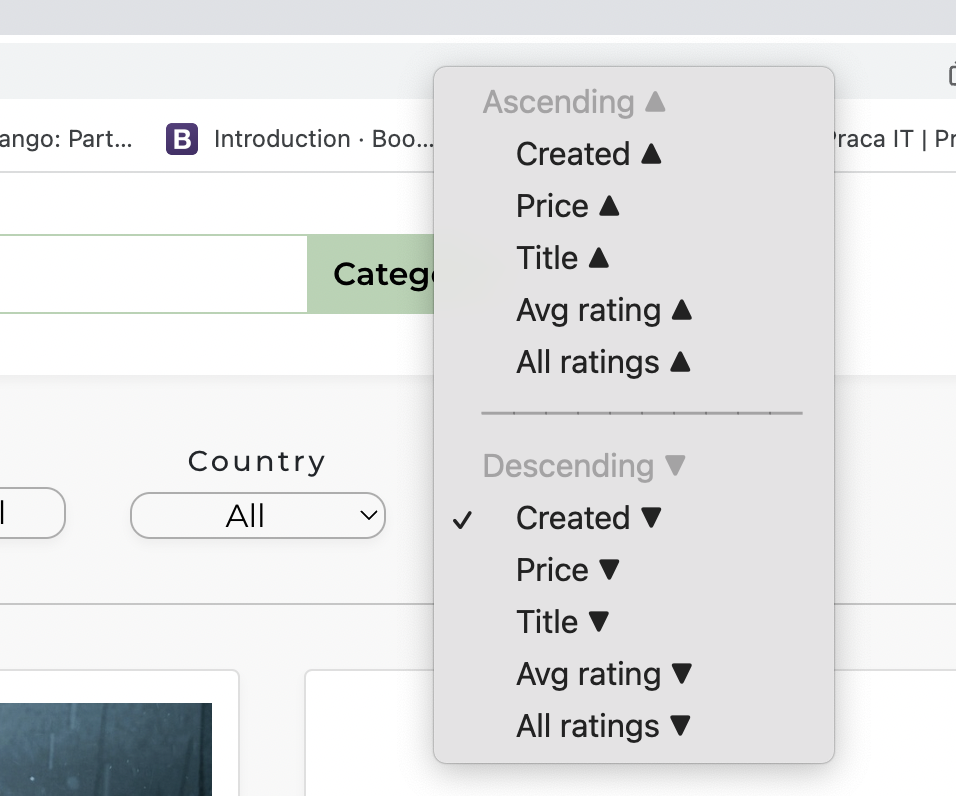 ango: Part...
B Introduction · Boo...
Praca IT | Pr
Categ
Country
All
Ascending ▲
Created ▲
Price ▲
Title ▲
Avg rating ▲
All ratings ▲
Descending ▼
✓ Created ▼
Price ▼
Title ▼
Avg rating ▼
All ratings ▼